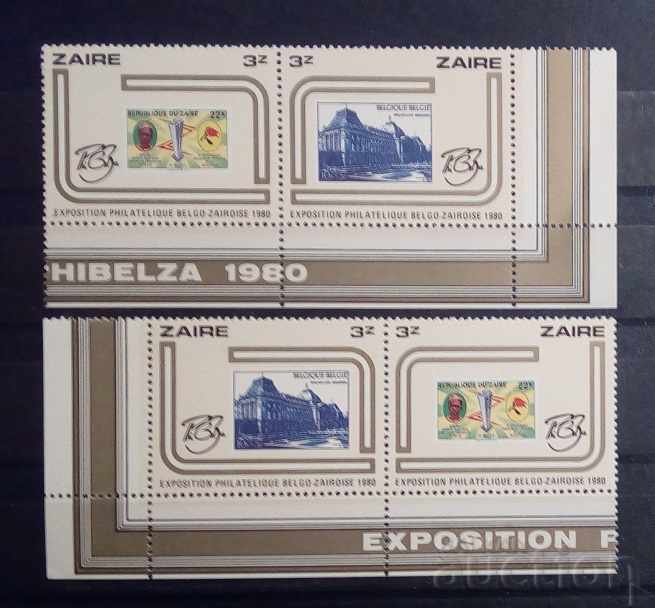 ZAIRE 3Z 3Z ZAIRE
REPUBLIQUE DU ZAIRE 22K
BELGIQUE-BELGIË
EXPOSITION PHILATELIQUE BELGO-ZAIROISE 1980 EXPOSITION PHILATELIQUE BELGO-ZAIROISE 1980
HIBELZA 1980
ZAIRE 3Z 3Z ZAIRE
BELGIQUE-BELGIË
REPUBLIQUE DU ZAIRE 22K
EXPOSITION PHILATELIQUE BELGO-ZAIROISE 1980 EXPOSITION PHILATELIQUE BELGO-ZAIROISE 1980
EXPOSITION P
auction